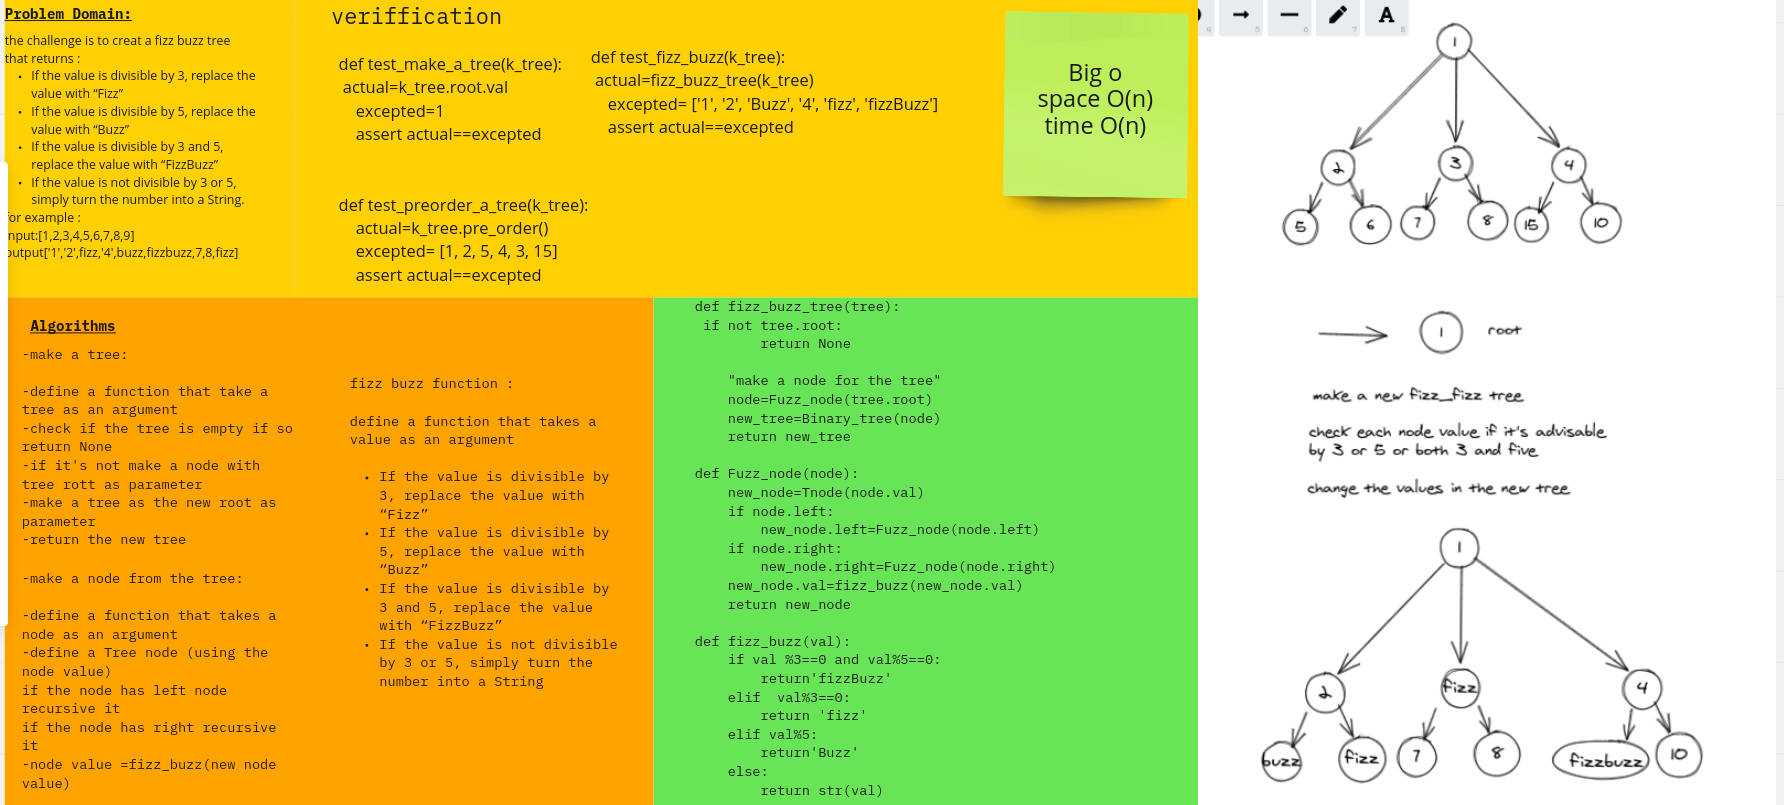 Problem Domain:
the challenge is to creat a fizz buzz tree
that returns :
• If the value is divisible by 3, replace the
value with “Fizz”
• If the value is divisible by 5, replace the
value with “Buzz”
• If the value is divisible by 3 and 5,
replace the value with “FizzBuzz”
• If the value is not divisible by 3 or 5,
simply turn the number into a String.
for example :
input:[1,2,3,4,5,6,7,8,9]
output['1','2',fizz,'4',buzz,fizzbuzz,7,8,fizz]
veriffication
def test_make_a_tree(k_tree):
actual=k_tree.root.val
excepted=1
assert actual==excepted
def test_fizz_buzz(k_tree):
actual=fizz_buzz_tree(k_tree)
excepted= ['1', '2', 'Buzz', '4', 'fizz', 'fizzBuzz']
assert actual==excepted
def test_preorder_a_tree(k_tree):
actual=k_tree.pre_order()
excepted= [1, 2, 5, 4, 3, 15]
assert actual==excepted
Big o
space O(n)
time O(n)
Algorithms
-make a tree:
-define a function that take a
tree as an argument
-check if the tree is empty if so
return None
-if it's not make a node with
tree rott as parameter
-make a tree as the new root as
parameter
-return the new tree
-make a node from the tree:
-define a function that takes a
node as an argument
-define a Tree node (using the
node value)
if the node has left node
recursive it
if the node has right recursive
it
-node value =fizz_buzz(new node
value)
fizz buzz function :
define a function that takes a
value as an argument
• If the value is divisible by
3, replace the value with
“Fizz”
• If the value is divisible by
5, replace the value with
“Buzz”
• If the value is divisible by
3 and 5, replace the value
with “FizzBuzz”
• If the value is not divisible
by 3 or 5, simply turn the
number into a String
def fizz_buzz_tree(tree):
if not tree.root:
return None
"make a node for the tree"
node=Fuzz_node(tree.root)
new_tree=Binary_tree(node)
return new_tree
def Fuzz_node(node):
new_node=Tnode(node.val)
if node.left:
new_node.left=Fuzz_node(node.left)
if node.right:
new_node.right=Fuzz_node(node.right)
new_node.val=fizz_buzz(new_node.val)
return new_node
def fizz_buzz(val):
if val %3==0 and val%5==0:
return'fizzBuzz'
elif  val%3==0:
return 'fizz'
elif val%5:
return'Buzz'
else:
return str(val)
4 5 6 7 A 8
1
2 3 4
5 6 7 8 15 10
1 root
make a new fizz_fizz tree
check each node value if it's advisable
by 3 or 5 or both 3 and five
change the values in the new tree
1
2 fizz 4
buzz fizz 7 8 fizzbuzz 10